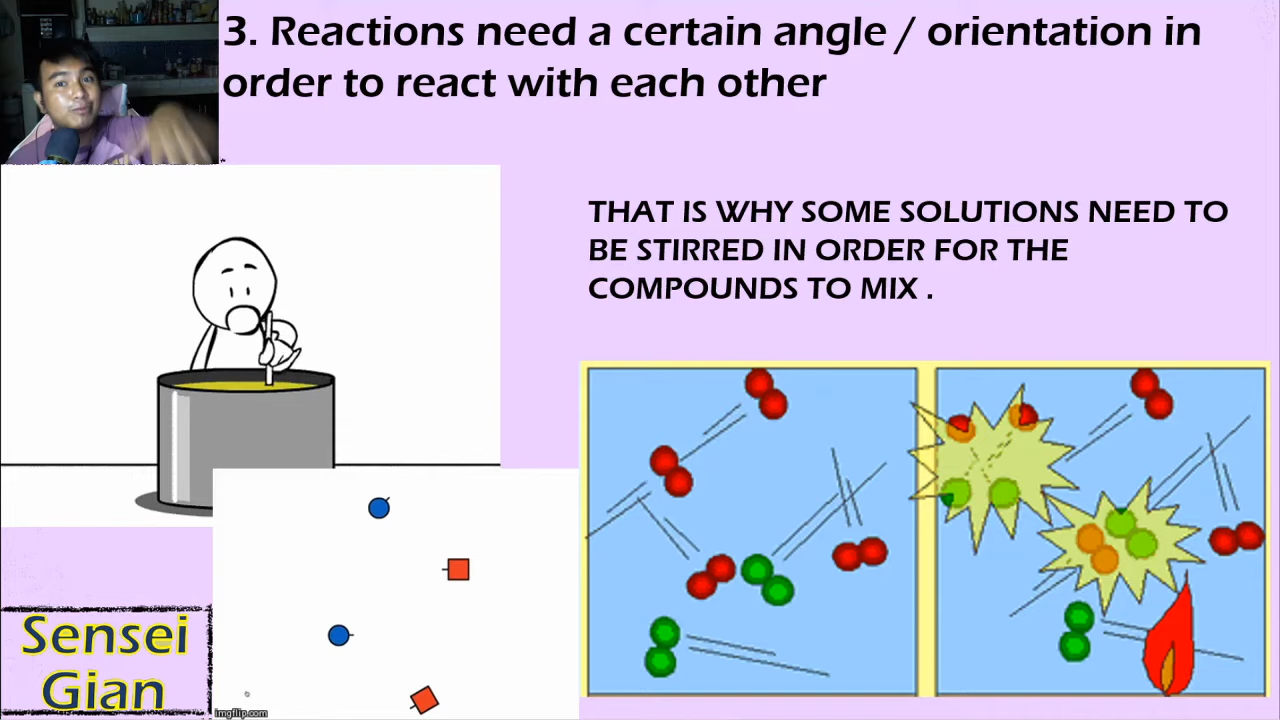 3. Reactions need a certain angle / orientation in
order to react with each other
THAT IS WHY SOME SOLUTIONS NEED TO
BE STIRRED IN ORDER FOR THE
COMPOUNDS TO MIX .
Sensei
Gian
imgflip.com